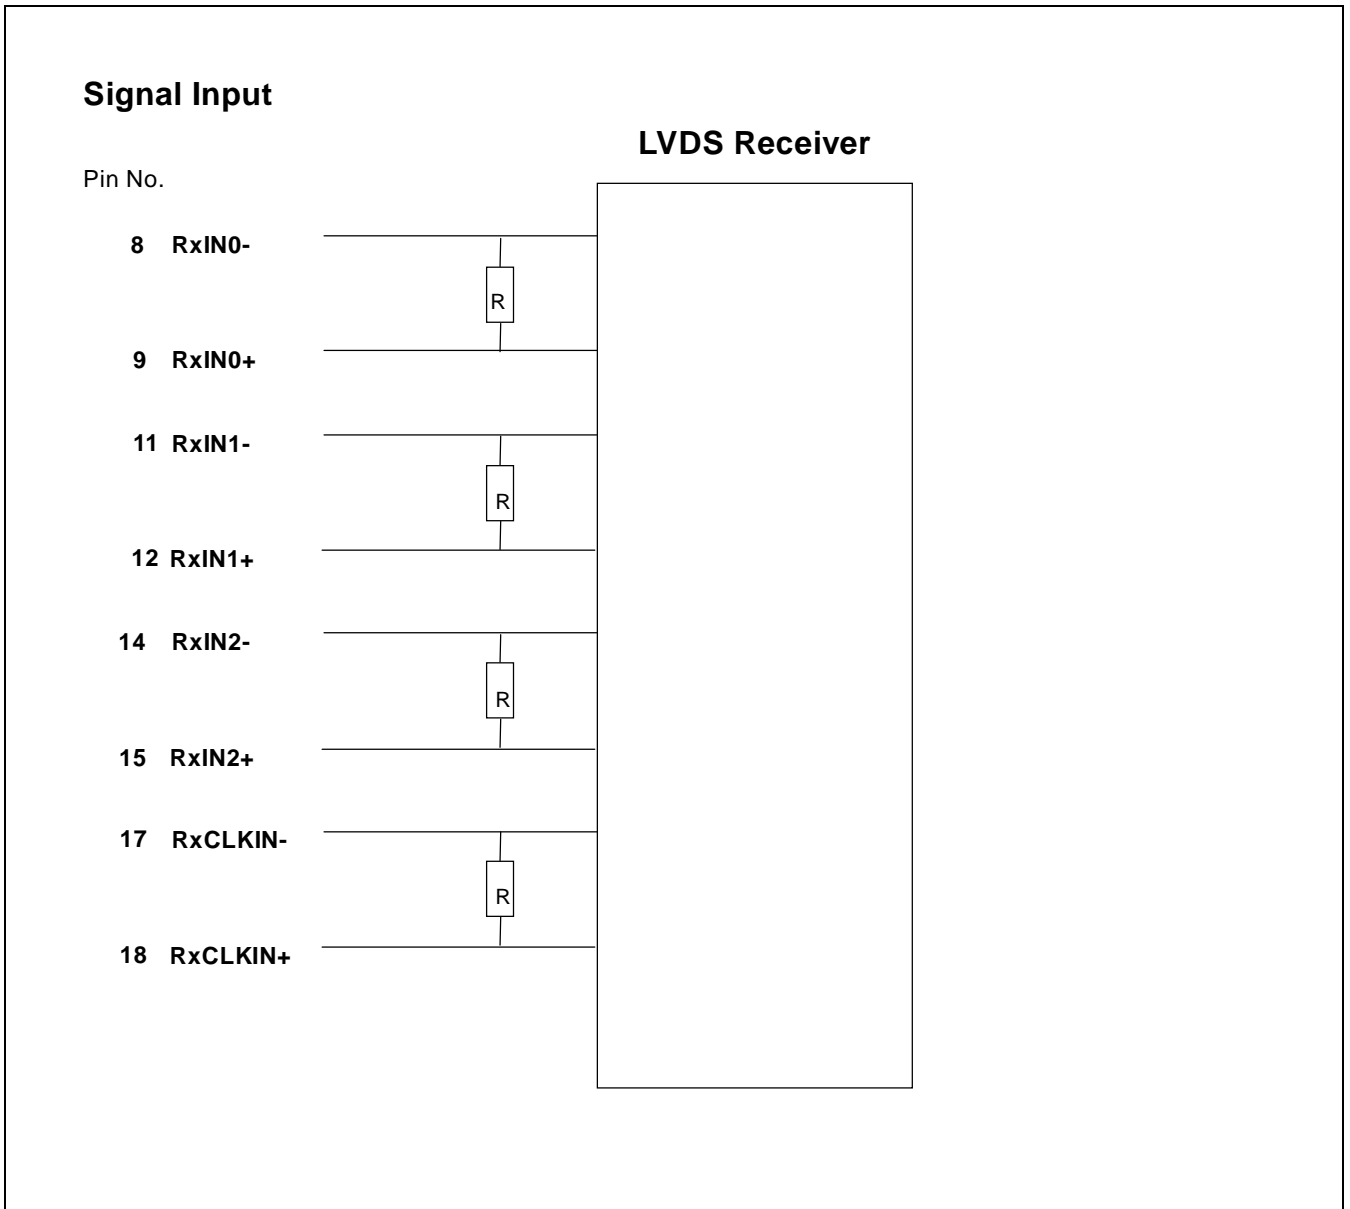 Signal Input
LVDS Receiver
Pin No.
8 RxIN0-
R
9 RxIN0+
11 RxIN1-
R
12 RxIN1+
14 RxIN2-
R
15 RxIN2+
17 RxCLKIN-
R
18 RxCLKIN+